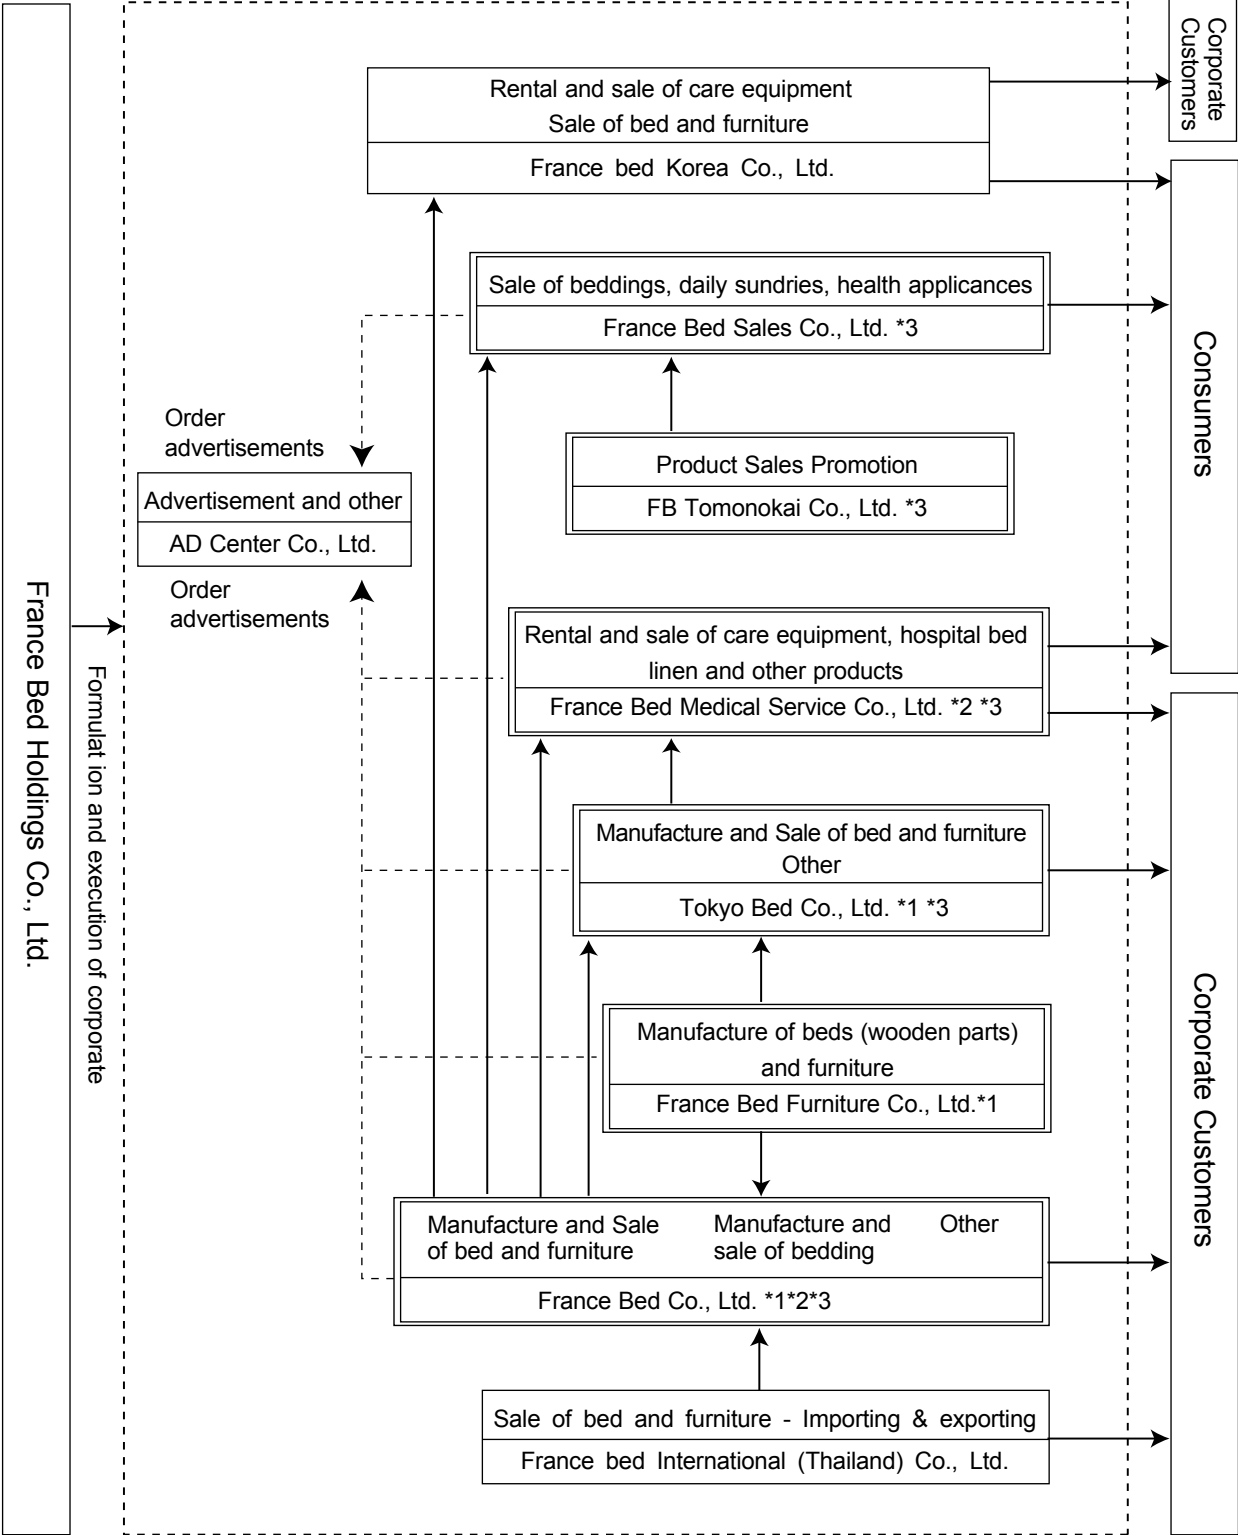 France Bed Holdings Co., Ltd.
Formulat ion and execution of corporate
Corporate
Customers
Rental and sale of care equipment
Sale of bed and furniture
France bed Korea Co., Ltd.
Consumers
Sale of beddings, daily sundries, health applicances
France Bed Sales Co., Ltd. *3
Order
advertisements
Product Sales Promotion
FB Tomonokai Co., Ltd. *3
Advertisement and other
AD Center Co., Ltd.
Order
advertisements
Rental and sale of care equipment, hospital bed
linen and other products
France Bed Medical Service Co., Ltd. *2 *3
Manufacture and Sale of bed and furniture
Other
Tokyo Bed Co., Ltd. *1 *3
Corporate Customers
Manufacture of beds (wooden parts)
and furniture
France Bed Furniture Co., Ltd.*1
Manufacture and Sale
of bed and furniture
Manufacture and
sale of bedding
Other
France Bed Co., Ltd. *1*2*3
Sale of bed and furniture - Importing & exporting
France bed International (Thailand) Co., Ltd.